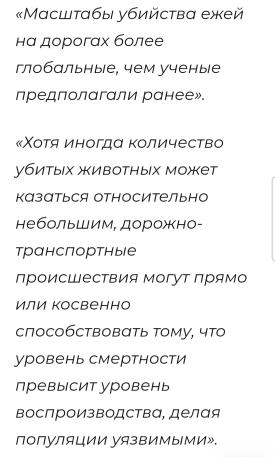 «Масштабы убийства ежей
на дорогах более
глобальные, чем ученые
предполагали ранее».
«Хотя иногда количество
убитых животных может
казаться относительно
небольшим, дорожно-
транспортные
происшествия могут прямо
или косвенно
способствовать тому, что
уровень смертности
превысит уровень
воспроизводства, делая
популяции уязвимыми».